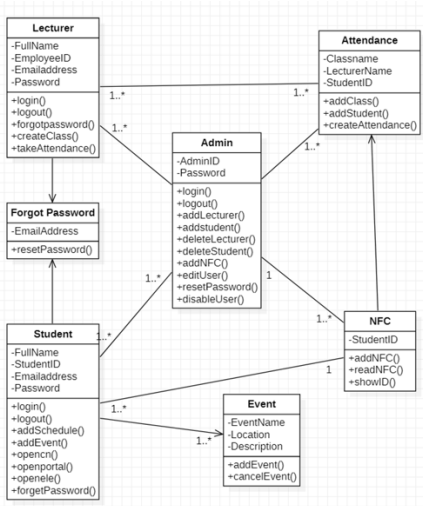 Lecturer
-FullName
-EmployeeID
-Emailaddress
-Password
+login()
+logout()
+forgotpassword()
+createClass()
+takeAttendance()
Attendance
-Classname
-LecturerName
-StudentID
+addClass()
+addStudent()
+createAttendance()
1..*
1..*
1..*
1..*
Admin
-AdminID
-Password
+login()
+logout()
+addLecturer()
+addstudent()
+deleteLecturer()
+deleteStudent()
+addNFC()
+editUser()
+resetPassword()
+disableUser()
Forgot Password
-EmailAddress
+resetPassword()
1..*
1
1..*
1..*
NFC
-StudentID
+addNFC()
+readNFC()
+showID()
Student
-FullName
-StudentID
-Emailaddress
-Password
+login()
+logout()
+addSchedule()
+addEvent()
+opencn()
+openportal()
+openele()
+forgetPassword()
1
1..*
1..*
Event
-EventName
-Location
-Description
+addEvent()
+cancelEvent()